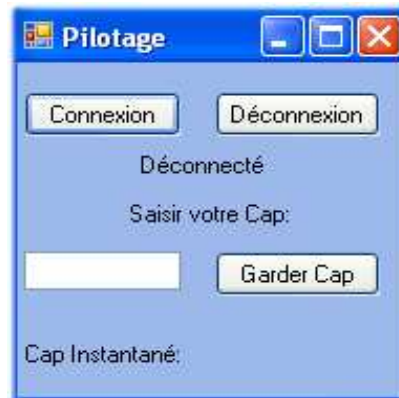 Pilotage
Connexion Déconnexion
Déconnecté
Saisir votre Cap:
Garder Cap
Cap Instantané: